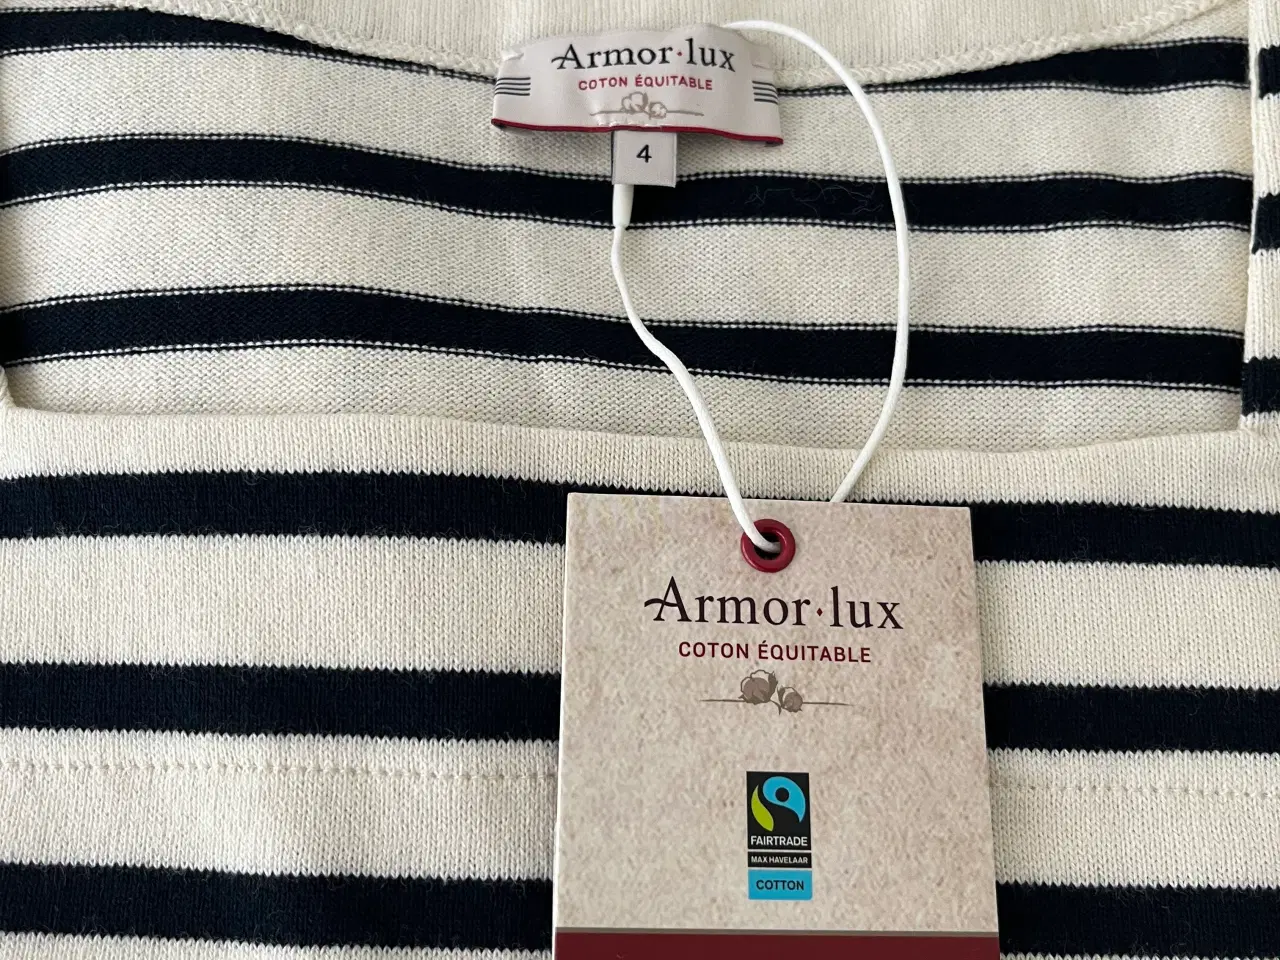 Armor·lux
COTON ÉQUITABLE
4
Armor·lux
COTON ÉQUITABLE
FAIRTRADE
MAX HAVELAAR
COTTON